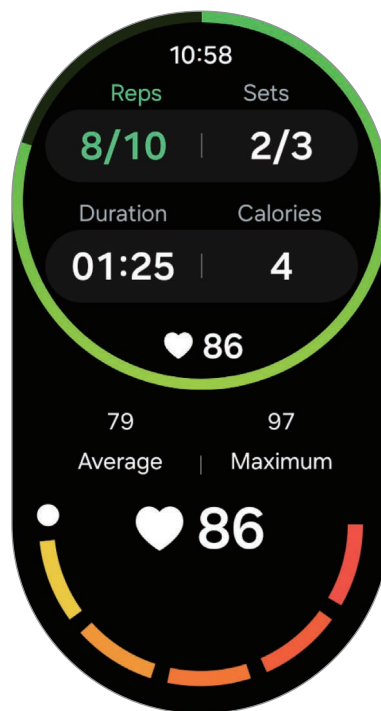 10:58
Reps Sets
8/10 2/3
Duration Calories
01:25 4
86
79 97
Average Maximum
86